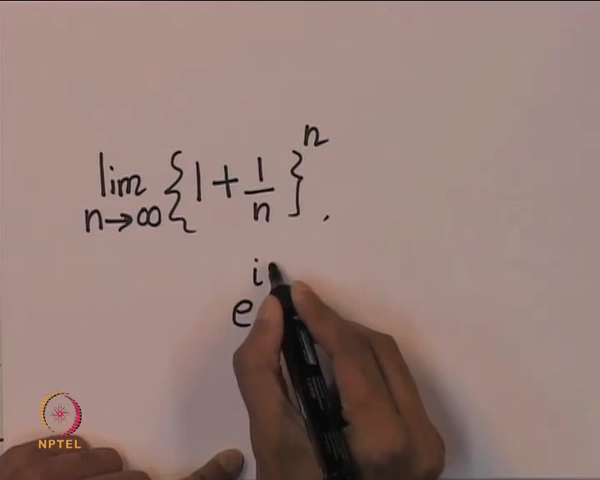 lim {1 + 1/n}^n .
n→∞
e^i
NPTEL